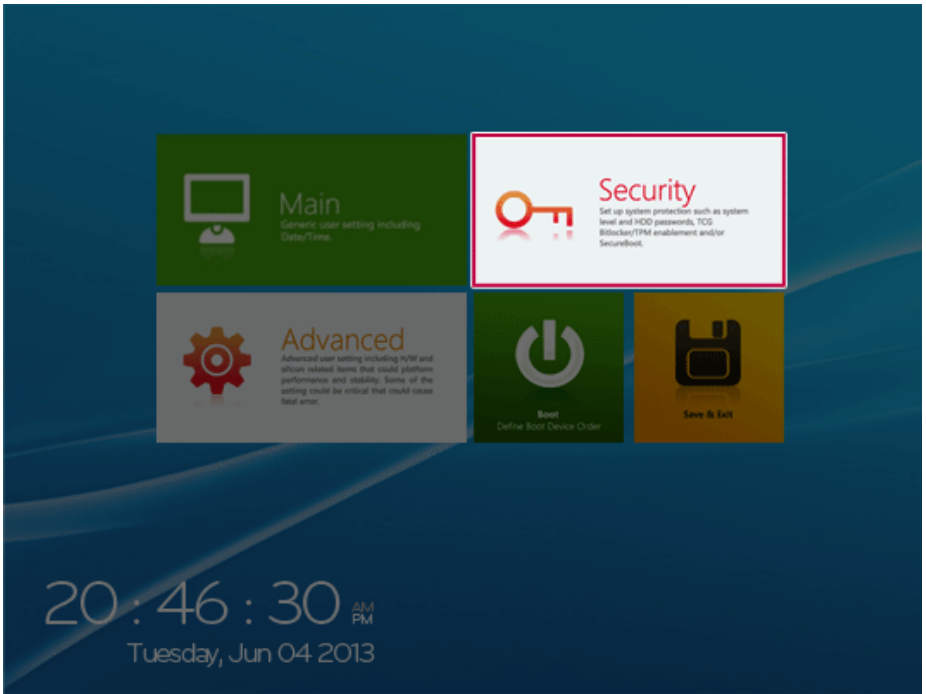 Main
Generic user setting including
Date/Time.
Security
Set up system protection such as system
level and HDD passwords, TCG
Bitlocker/TPM enablement and/or
SecureBoot.
Advanced
Advanced user setting including H/W and
silicon related items that could platform
performance and stability. Some of the
setting could be critical that could cause
fatal error.
Boot
Define Boot Device Order
Save & Exit
20 : 46 : 30 AM
PM
Tuesday, Jun 04 2013